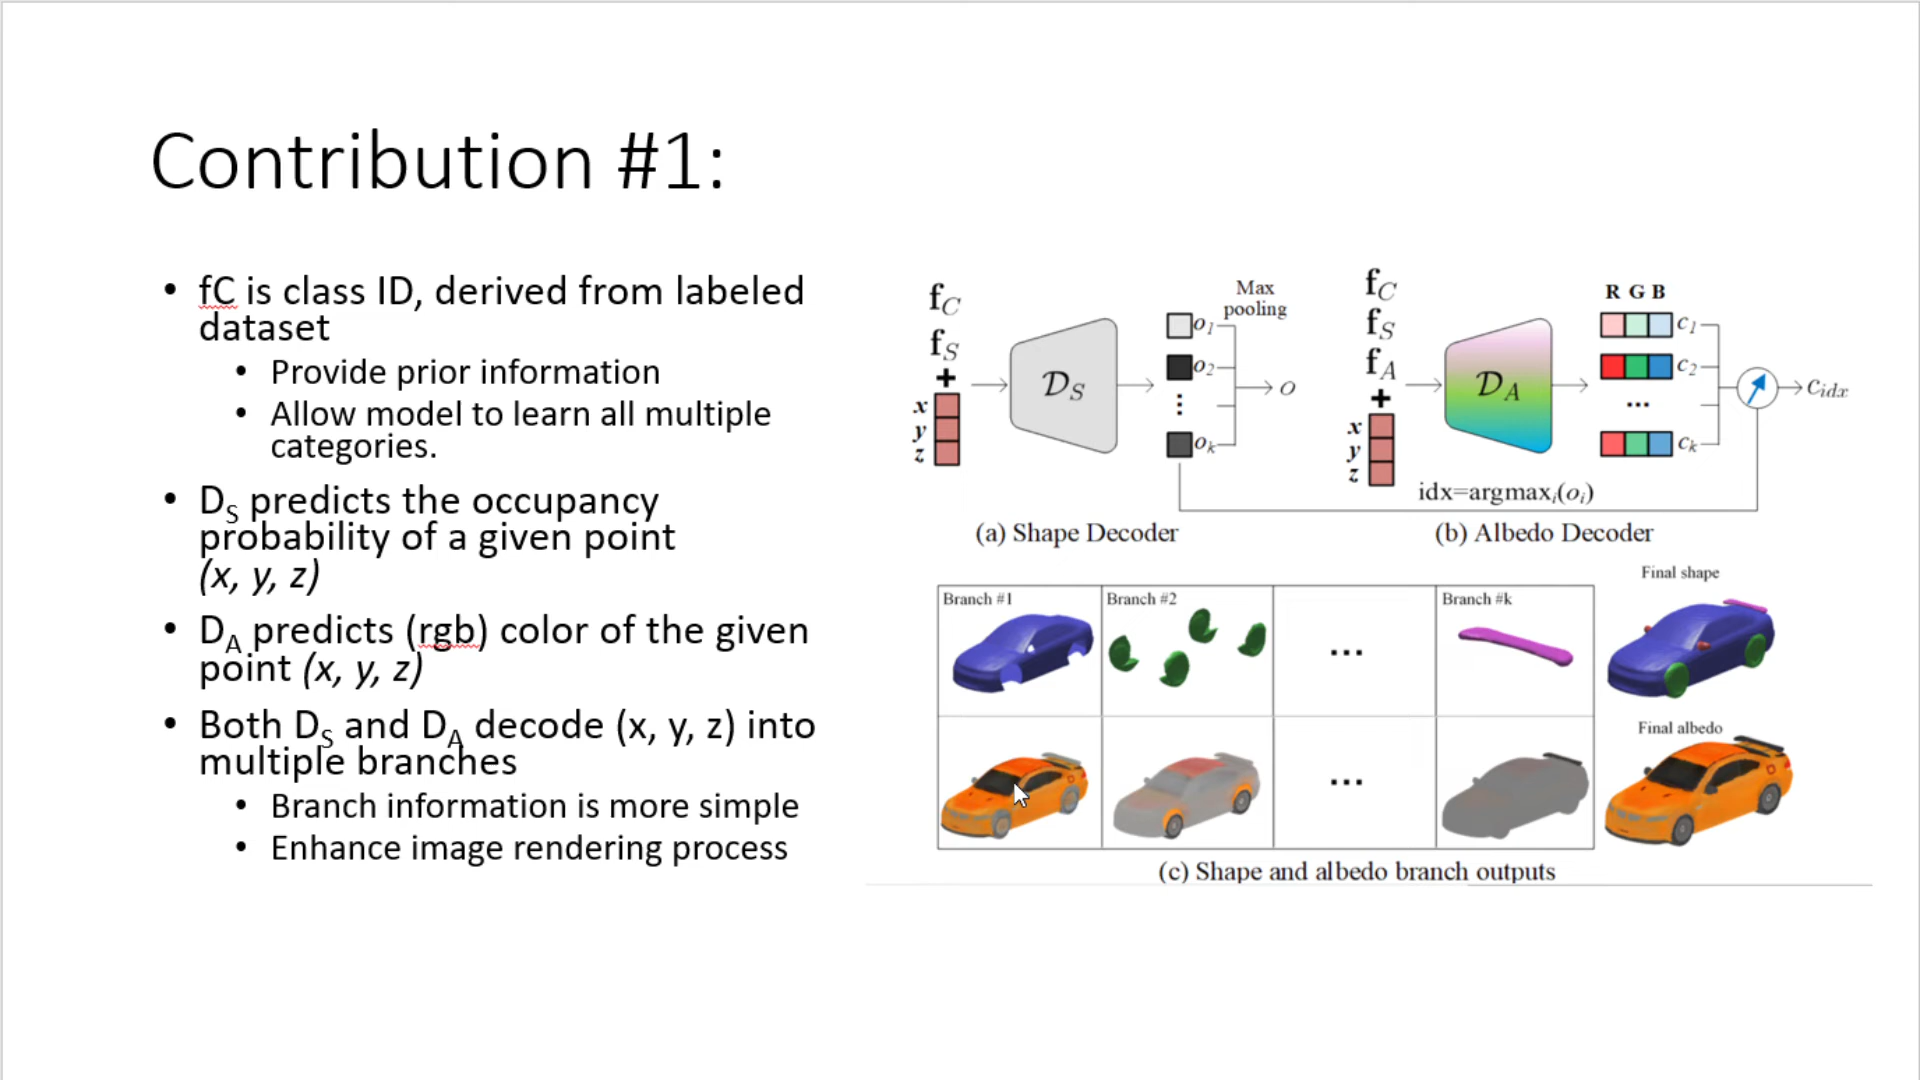 Contribution #1:
• fC is class ID, derived from labeled
dataset
• Provide prior information
• Allow model to learn all multiple
categories.
• DS predicts the occupancy
probability of a given point
(x, y, z)
• DA predicts (rgb) color of the given
point (x, y, z)
• Both DS and DA decode (x, y, z) into
multiple branches
• Branch information is more simple
• Enhance image rendering process
fC
fS
+
x
y
z
DS
Max
pooling
o1
o2
⋮
ok
o
(a) Shape Decoder
fC
fS
fA
+
x
y
z
DA
R G B
c1
c2
...
ck
cidx
idx=argmaxi(oi)
(b) Albedo Decoder
Branch #1
Branch #2
...
Branch #k
Final shape
...
Final albedo
(c) Shape and albedo branch outputs